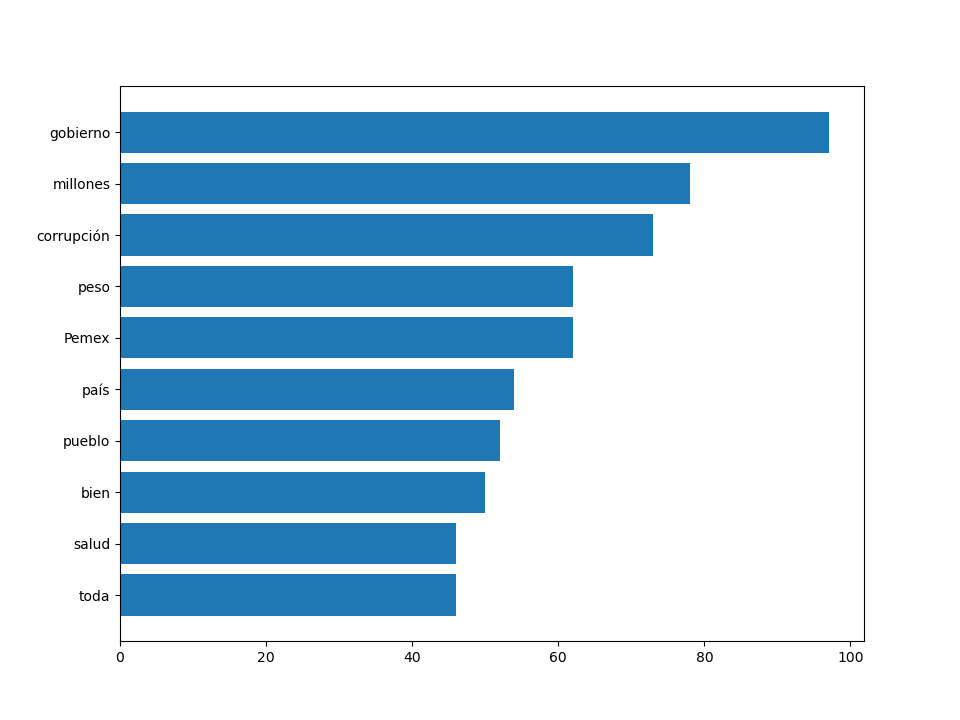 gobierno
millones
corrupción
peso
Pemex
país
pueblo
bien
salud
toda
0 20 40 60 80 100